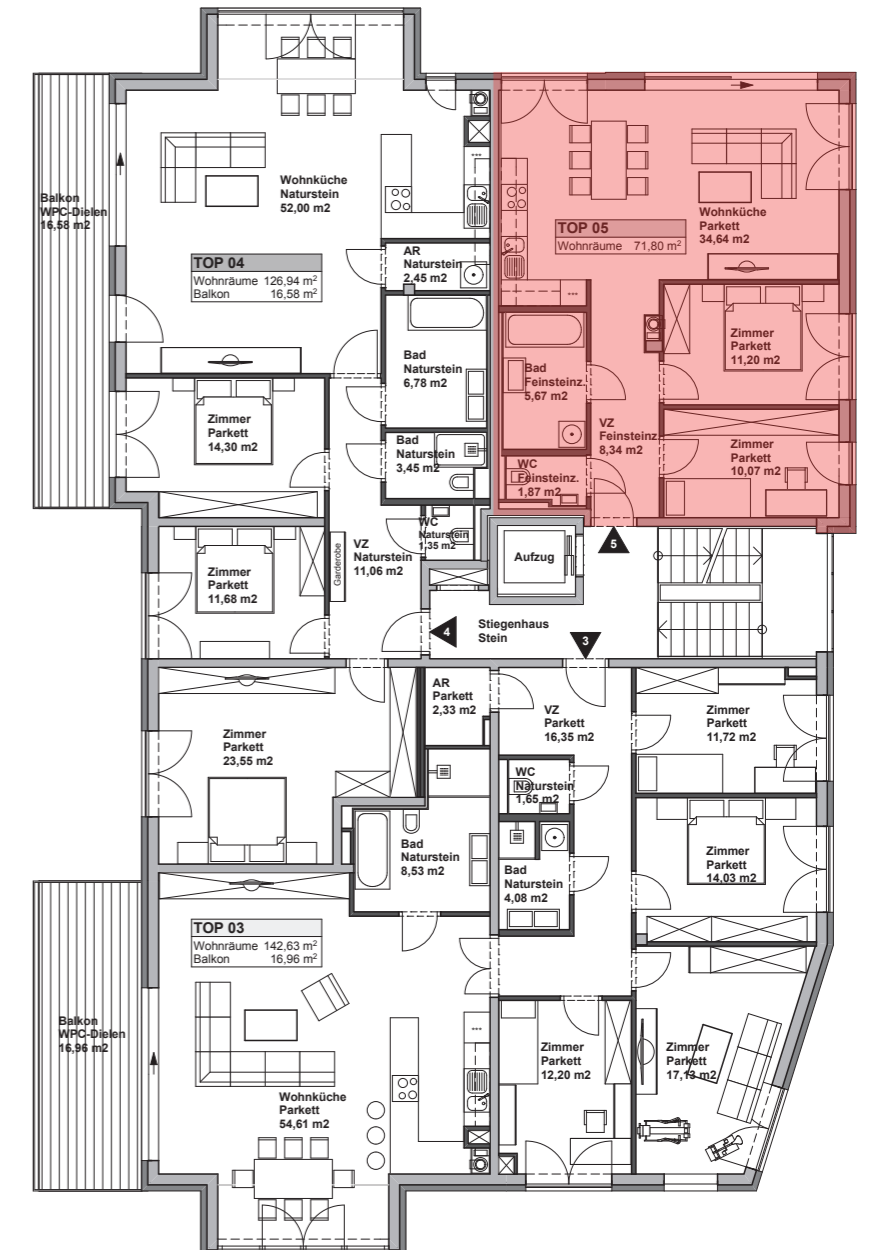 Balkon
WPC-Dielen
16,58 m2
Wohnküche
Naturstein
52,00 m2
TOP 04
Wohnräume 126,94 m²
Balkon 16,58 m²
AR
Naturstein
2,45 m2
Bad
Naturstein
6,78 m2
Bad
Naturstein
3,45 m2
Zimmer
Parkett
14,30 m2
Zimmer
Parkett
11,68 m2
Garderobe
VZ
Naturstein
11,06 m2
WC
Naturstein
1,35 m2
Wohnküche
Parkett
34,64 m2
TOP 05
Wohnräume 71,80 m²
Zimmer
Parkett
11,20 m2
Bad
Feinsteinz.
5,67 m2
VZ
Feinsteinz.
8,34 m2
Zimmer
Parkett
10,07 m2
WC
Feinsteinz.
1,87 m2
Aufzug
5
4
3
Stiegenhaus
Stein
Zimmer
Parkett
23,55 m2
AR
Parkett
2,33 m2
VZ
Parkett
16,35 m2
Zimmer
Parkett
11,72 m2
WC
Naturstein
1,65 m2
Bad
Naturstein
8,53 m2
Bad
Naturstein
4,08 m2
Zimmer
Parkett
14,03 m2
TOP 03
Wohnräume 142,63 m²
Balkon 16,96 m²
Balkon
WPC-Dielen
16,96 m2
Wohnküche
Parkett
54,61 m2
Zimmer
Parkett
12,20 m2
Zimmer
Parkett
17,13 m2